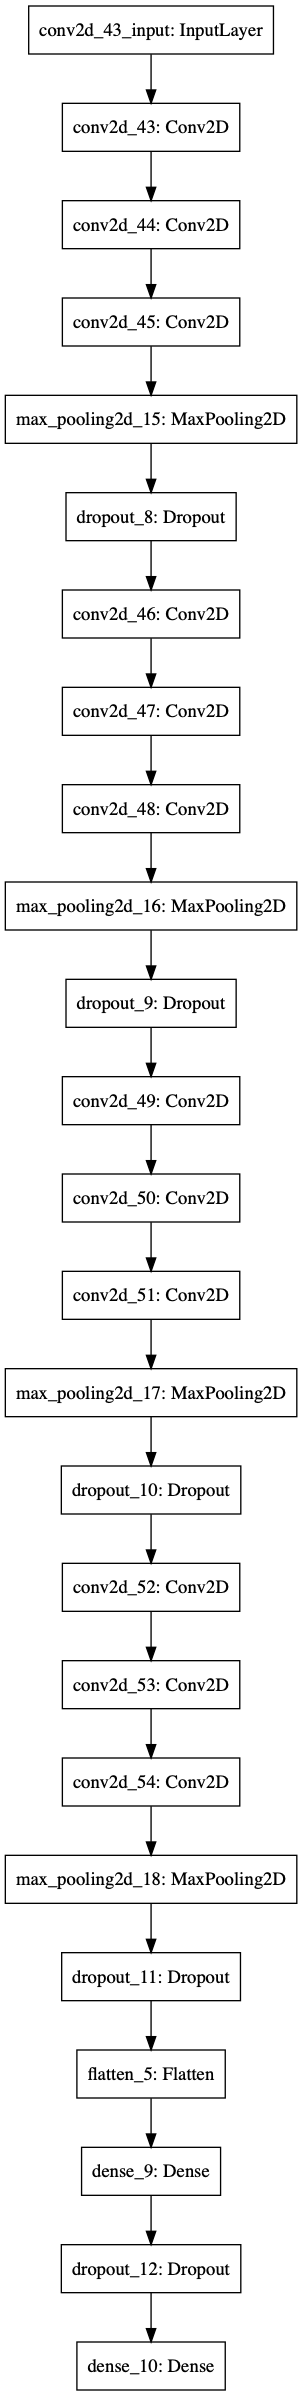 conv2d_43_input: InputLayer
conv2d_43: Conv2D
conv2d_44: Conv2D
conv2d_45: Conv2D
max_pooling2d_15: MaxPooling2D
dropout_8: Dropout
conv2d_46: Conv2D
conv2d_47: Conv2D
conv2d_48: Conv2D
max_pooling2d_16: MaxPooling2D
dropout_9: Dropout
conv2d_49: Conv2D
conv2d_50: Conv2D
conv2d_51: Conv2D
max_pooling2d_17: MaxPooling2D
dropout_10: Dropout
conv2d_52: Conv2D
conv2d_53: Conv2D
conv2d_54: Conv2D
max_pooling2d_18: MaxPooling2D
dropout_11: Dropout
flatten_5: Flatten
dense_9: Dense
dropout_12: Dropout
dense_10: Dense